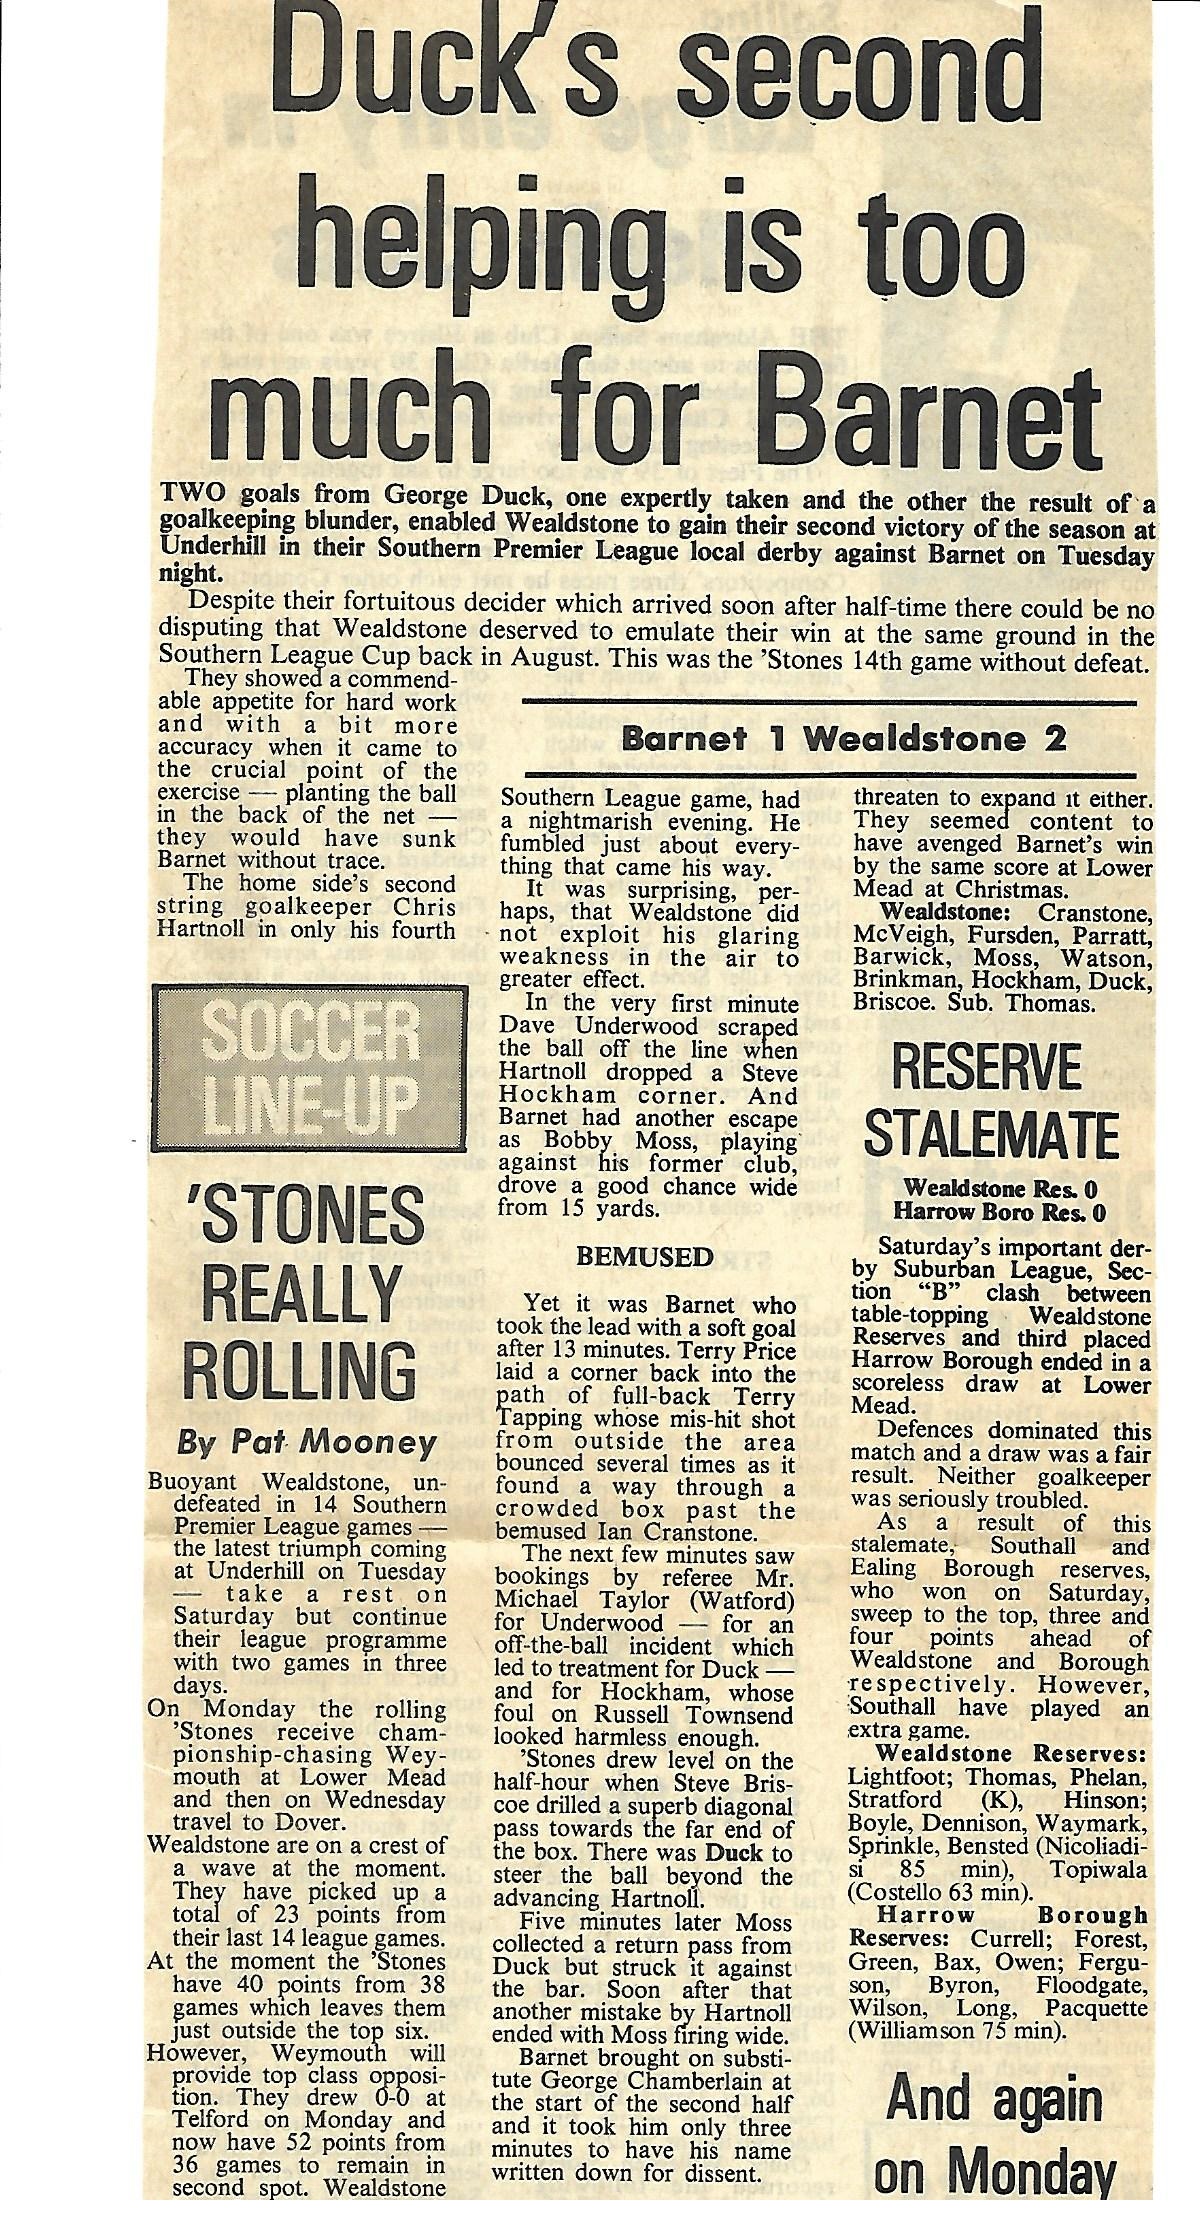 Duck's second
helping is too
much for Barnet
TWO goals from George Duck, one expertly taken and the other the result of a
goalkeeping blunder, enabled Wealdstone to gain their second victory of the season at
Underhill in their Southern Premier League local derby against Barnet on Tuesday
night.
Despite their fortuitous decider which arrived soon after half-time there could be no
disputing that Wealdstone deserved to emulate their win at the same ground in the
Southern League Cup back in August. This was the 'Stones 14th game without defeat.
They showed a commend-
able appetite for hard work
and with a bit more
accuracy when it came to
the crucial point of the
exercise — planting the ball
in the back of the net —
they would have sunk
Barnet without trace.
The home side's second
string goalkeeper Chris
Hartnoll in only his fourth
Barnet 1 Wealdstone 2
Southern League game, had
a nightmarish evening. He
fumbled just about every-
thing that came his way.
It was surprising, per-
haps, that Wealdstone did
not exploit his glaring
weakness in the air to
greater effect.
In the very first minute
Dave Underwood scraped
the ball off the line when
Hartnoll dropped a Steve
Hockham corner. And
Barnet had another escape
as Bobby Moss, playing
against his former club,
drove a good chance wide
from 15 yards.
BEMUSED
Yet it was Barnet who
took the lead with a soft goal
after 13 minutes. Terry Price
laid a corner back into the
path of full-back Terry
Tapping whose mis-hit shot
from outside the area
bounced several times as it
found a way through a
crowded box past the
bemused Ian Cranstone.
The next few minutes saw
bookings by referee Mr.
Michael Taylor (Watford)
for Underwood — for an
off-the-ball incident which
led to treatment for Duck —
and for Hockham, whose
foul on Russell Townsend
looked harmless enough.
'Stones drew level on the
half-hour when Steve Bris-
coe drilled a superb diagonal
pass towards the far end of
the box. There was Duck to
steer the ball beyond the
advancing Hartnoll.
Five minutes later Moss
collected a return pass from
Duck but struck it against
the bar. Soon after that
another mistake by Hartnoll
ended with Moss firing wide.
Barnet brought on substi-
tute George Chamberlain at
the start of the second half
and it took him only three
minutes to have his name
written down for dissent.
threaten to expand it either.
They seemed content to
have avenged Barnet's win
by the same score at Lower
Mead at Christmas.
Wealdstone: Cranstone,
McVeigh, Fursden, Parratt,
Barwick, Moss, Watson,
Brinkman, Hockham, Duck,
Briscoe. Sub. Thomas.
SOCCER
LINE-UP
'STONES
REALLY
ROLLING
By Pat Mooney
Buoyant Wealdstone, un-
defeated in 14 Southern
Premier League games —
the latest triumph coming
at Underhill on Tuesday
— take a rest on
Saturday but continue
their league programme
with two games in three
days.
On Monday the rolling
'Stones receive cham-
pionship-chasing Wey-
mouth at Lower Mead
and then on Wednesday
travel to Dover.
Wealdstone are on a crest of
a wave at the moment.
They have picked up a
total of 23 points from
their last 14 league games.
At the moment the 'Stones
have 40 points from 38
games which leaves them
just outside the top six.
However, Weymouth will
provide top class opposi-
tion. They drew 0-0 at
Telford on Monday and
now have 52 points from
36 games to remain in
second spot. Wealdstone
RESERVE
STALEMATE
Wealdstone Res. 0
Harrow Boro Res. 0
Saturday's important der-
by Suburban League, Sec-
tion "B" clash between
table-topping Wealdstone
Reserves and third placed
Harrow Borough ended in a
scoreless draw at Lower
Mead.
Defences dominated this
match and a draw was a fair
result. Neither goalkeeper
was seriously troubled.
As a result of this
stalemate, Southall and
Ealing Borough reserves,
who won on Saturday,
sweep to the top, three and
four points ahead of
Wealdstone and Borough
respectively. However,
Southall have played an
extra game.
Wealdstone Reserves:
Lightfoot; Thomas, Phelan,
Stratford (K), Hinson;
Boyle, Dennison, Waymark,
Sprinkle, Bensted (Nicoliadi-
si 85 min), Topiwala
(Costello 63 min).
Harrow Borough
Reserves: Currell; Forest,
Green, Bax, Owen; Fergu-
son, Byron, Floodgate,
Wilson, Long, Pacquette
(Williamson 75 min).
And again
on Monday